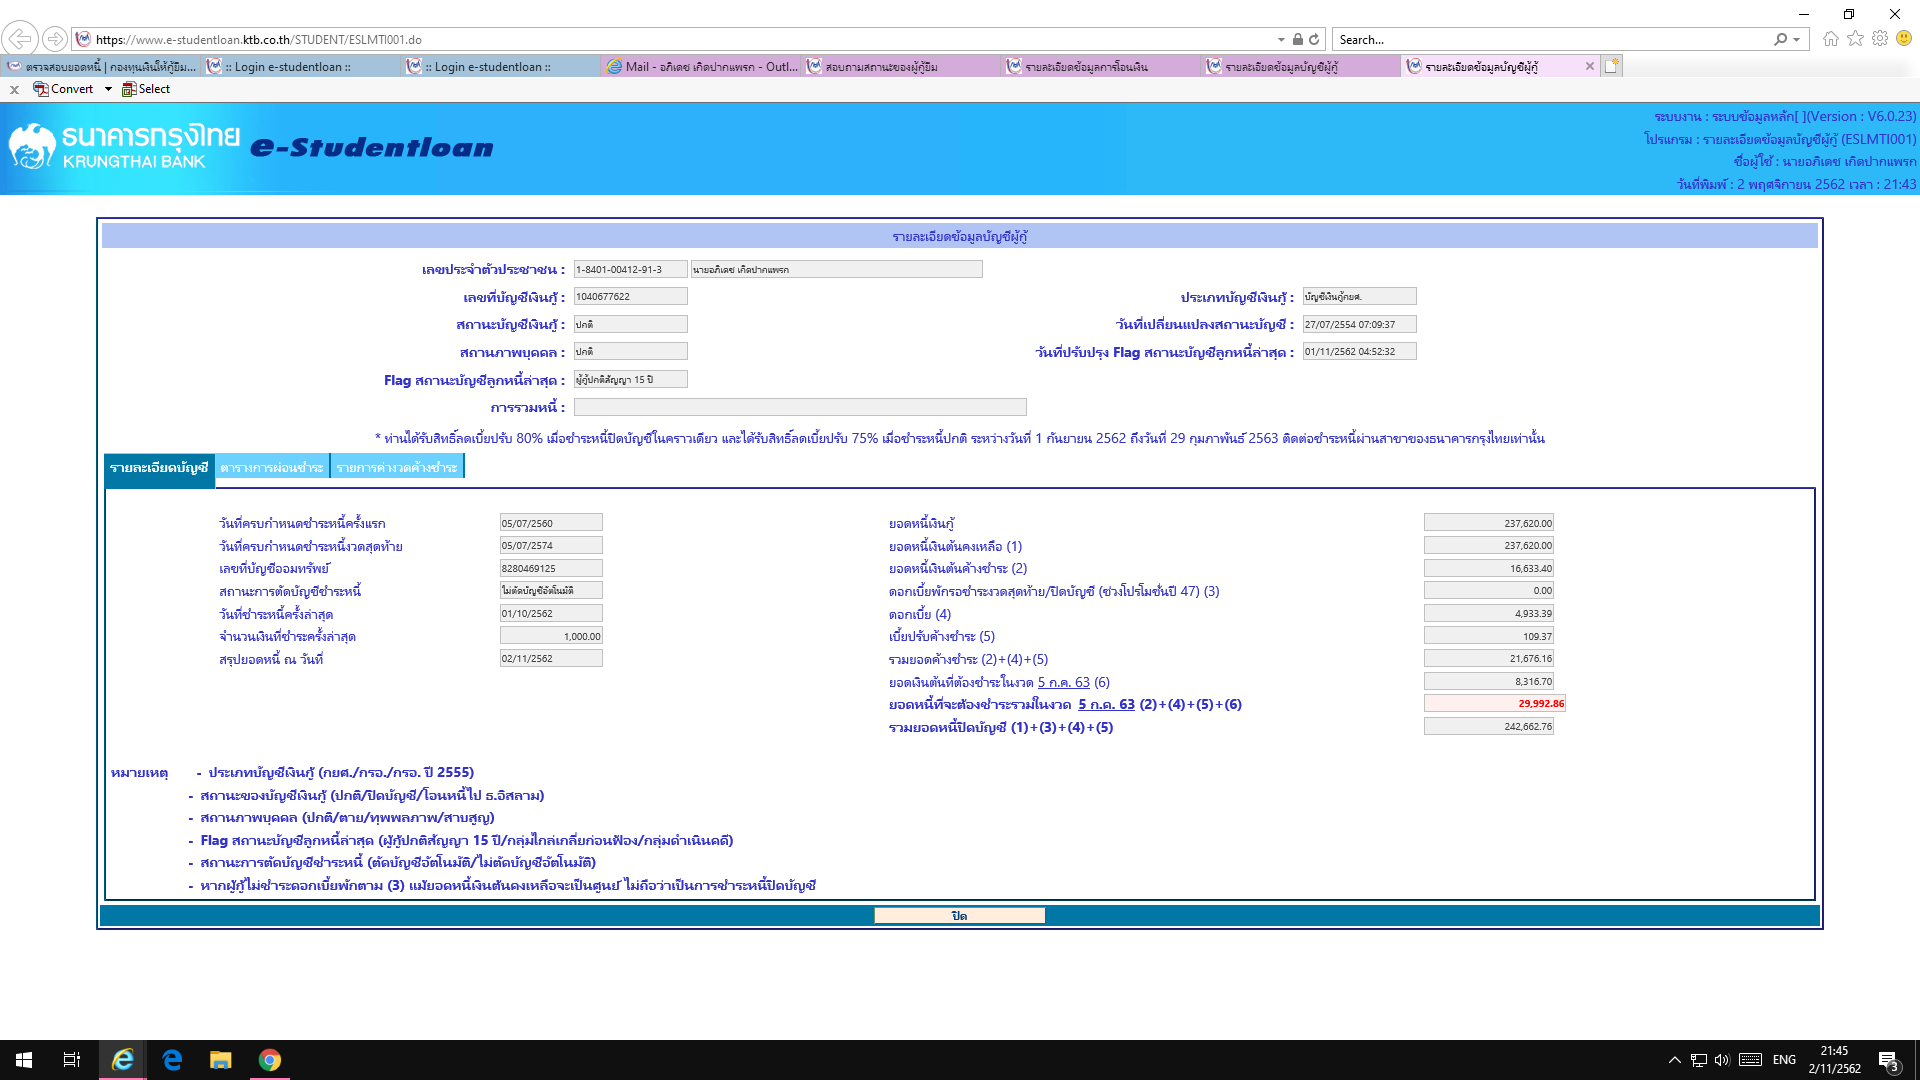 https://www.e-studentloan.ktb.co.th/STUDENT/ESLMTI001.do
Search...
ตรวจสอบยอดหนี้ | กองทุนเงินให้กู้ยืม...
:: Login e-studentloan ::
:: Login e-studentloan ::
Mail - อภิเดช เกิดปากแพรก - Outl...
สอบถามสถานะของผู้กู้ยืม
รายละเอียดข้อมูลการโอนเงิน
รายละเอียดข้อมูลบัญชีผู้กู้
รายละเอียดข้อมูลบัญชีผู้กู้
Convert
Select
ธนาคารกรุงไทย
KRUNGTHAI BANK
e-Studentloan
ระบบงาน : ระบบข้อมูลหลัก[ ](Version : V6.0.23)
โปรแกรม : รายละเอียดข้อมูลบัญชีผู้กู้ (ESLMTI001)
ชื่อผู้ใช้ : นายอภิเดช เกิดปากแพรก
วันที่พิมพ์ : 2 พฤศจิกายน 2562 เวลา : 21:43
รายละเอียดข้อมูลบัญชีผู้กู้
เลขประจำตัวประชาชน : 1-8401-00412-91-3 นายอภิเดช เกิดปากแพรก
เลขที่บัญชีเงินกู้ : 1040677622 ประเภทบัญชีเงินกู้ : บัญชีเงินกู้กยศ.
สถานะบัญชีเงินกู้ : ปกติ วันที่เปลี่ยนแปลงสถานะบัญชี : 27/07/2554 07:09:37
สถานภาพบุคคล : ปกติ วันที่ปรับปรุง Flag สถานะบัญชีลูกหนี้ล่าสุด : 01/11/2562 04:52:32
Flag สถานะบัญชีลูกหนี้ล่าสุด : ผู้กู้ปกติสัญญา 15 ปี
การรวมหนี้ :
* ท่านได้รับสิทธิ์ลดเบี้ยปรับ 80% เมื่อชำระหนี้ปิดบัญชีในคราวเดียว และได้รับสิทธิ์ลดเบี้ยปรับ 75% เมื่อชำระหนี้ปกติ ระหว่างวันที่ 1 กันยายน 2562 ถึงวันที่ 29 กุมภาพันธ์ 2563 ติดต่อชำระหนี้ผ่านสาขาของธนาคารกรุงไทยเท่านั้น
รายละเอียดบัญชี ตารางการผ่อนชำระ รายการค่างวดค้างชำระ
วันที่ครบกำหนดชำระหนี้ครั้งแรก 05/07/2560 ยอดหนี้เงินกู้ 237,620.00
วันที่ครบกำหนดชำระหนี้งวดสุดท้าย 05/07/2574 ยอดหนี้เงินต้นคงเหลือ (1) 237,620.00
เลขที่บัญชีออมทรัพย์ 8280469125 ยอดหนี้เงินต้นค้างชำระ (2) 16,633.40
สถานะการตัดบัญชีชำระหนี้ ไม่ตัดบัญชีอัตโนมัติ ดอกเบี้ยพักรอชำระงวดสุดท้าย/ปิดบัญชี (ช่วงโปรโมชั่นปี 47) (3) 0.00
วันที่ชำระหนี้ครั้งล่าสุด 01/10/2562 ดอกเบี้ย (4) 4,933.39
จำนวนเงินที่ชำระครั้งล่าสุด 1,000.00 เบี้ยปรับค้างชำระ (5) 109.37
สรุปยอดหนี้ ณ วันที่ 02/11/2562 รวมยอดค้างชำระ (2)+(4)+(5) 21,676.16
ยอดเงินต้นที่ต้องชำระในงวด 5 ก.ค. 63 (6) 8,316.70
ยอดหนี้ที่จะต้องชำระรวมในงวด 5 ก.ค. 63 (2)+(4)+(5)+(6) 29,992.86
รวมยอดหนี้ปิดบัญชี (1)+(3)+(4)+(5) 242,662.76
หมายเหตุ - ประเภทบัญชีเงินกู้ (กยศ./กรอ./กรอ. ปี 2555)
- สถานะของบัญชีเงินกู้ (ปกติ/ปิดบัญชี/โอนหนี้ไป ธ.อิสลาม)
- สถานภาพบุคคล (ปกติ/ตาย/ทุพพลภาพ/สาบสูญ)
- Flag สถานะบัญชีลูกหนี้ล่าสุด (ผู้กู้ปกติสัญญา 15 ปี/กลุ่มไกล่เกลี่ยก่อนฟ้อง/กลุ่มดำเนินคดี)
- สถานะการตัดบัญชีชำระหนี้ (ตัดบัญชีอัตโนมัติ/ไม่ตัดบัญชีอัตโนมัติ)
- หากผู้กู้ไม่ชำระดอกเบี้ยพักตาม (3) แม้ยอดหนี้เงินต้นคงเหลือจะเป็นศูนย์ ไม่ถือว่าเป็นการชำระหนี้ปิดบัญชี
ปิด
ENG
21:45
2/11/2562
3